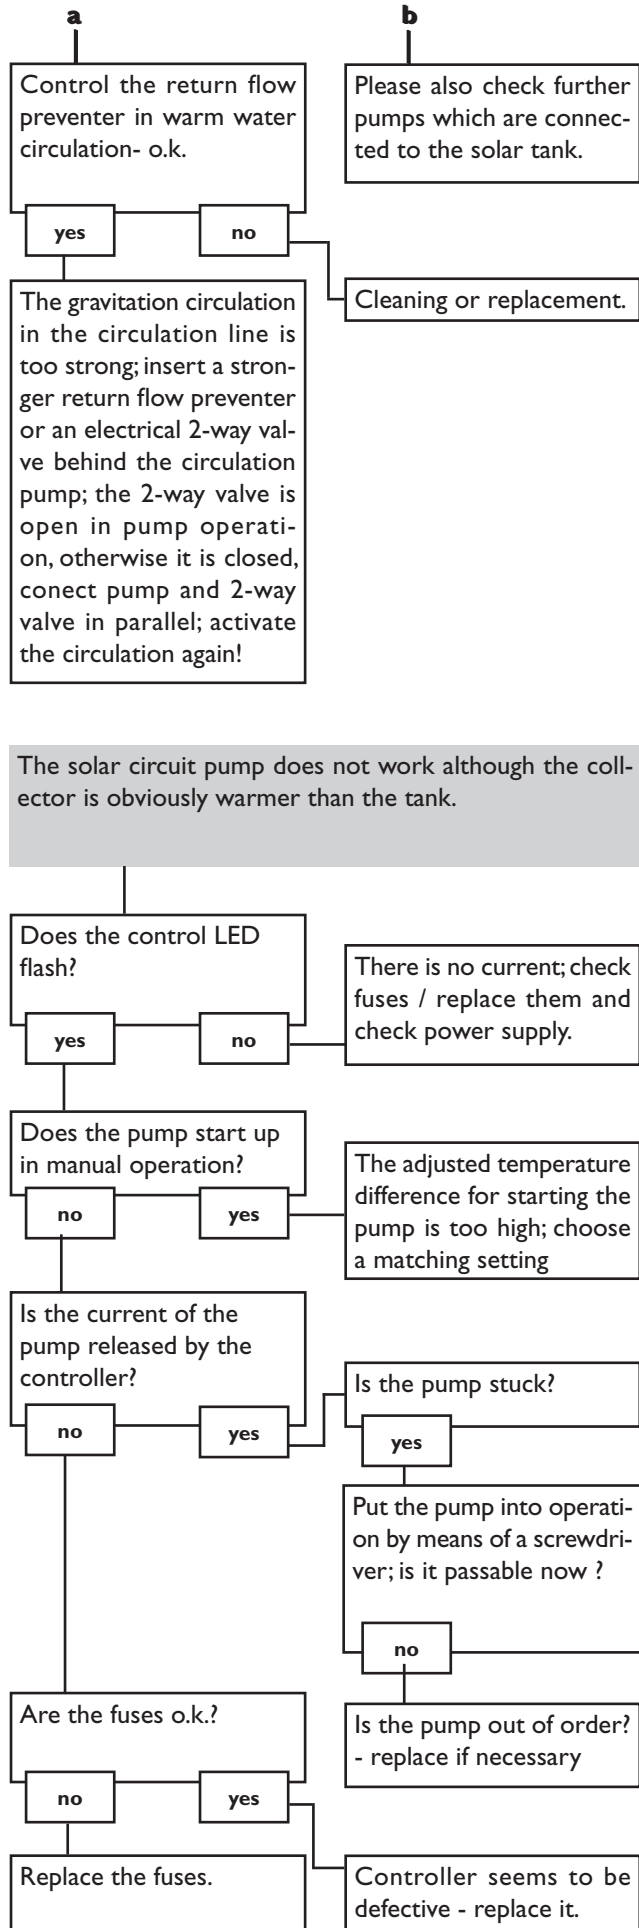 a
Control the return flow
preventer in warm water
circulation- o.k.
yes
no
The gravitation circulation
in the circulation line is
too strong; insert a stron-
ger return flow preventer
or an electrical 2-way val-
ve behind the circulation
pump; the 2-way valve is
open in pump operati-
on, otherwise it is closed,
conect pump and 2-way
valve in parallel; activate
the circulation again!
b
Please also check further
pumps which are connec-
ted to the solar tank.
Cleaning or replacement.
The solar circuit pump does not work although the coll-
ector is obviously warmer than the tank.
Does the control LED
flash?
yes
no
There is no current; check
fuses / replace them and
check power supply.
Does the pump start up
in manual operation?
no
yes
The adjusted temperature
difference for starting the
pump is too high; choose
a matching setting
Is the current of the
pump released by the
controller?
no
yes
Is the pump stuck?
yes
Put the pump into operati-
on by means of a screwdri-
ver; is it passable now ?
no
Is the pump out of order?
- replace if necessary
Are the fuses o.k.?
no
yes
Replace the fuses.
Controller seems to be
defective - replace it.